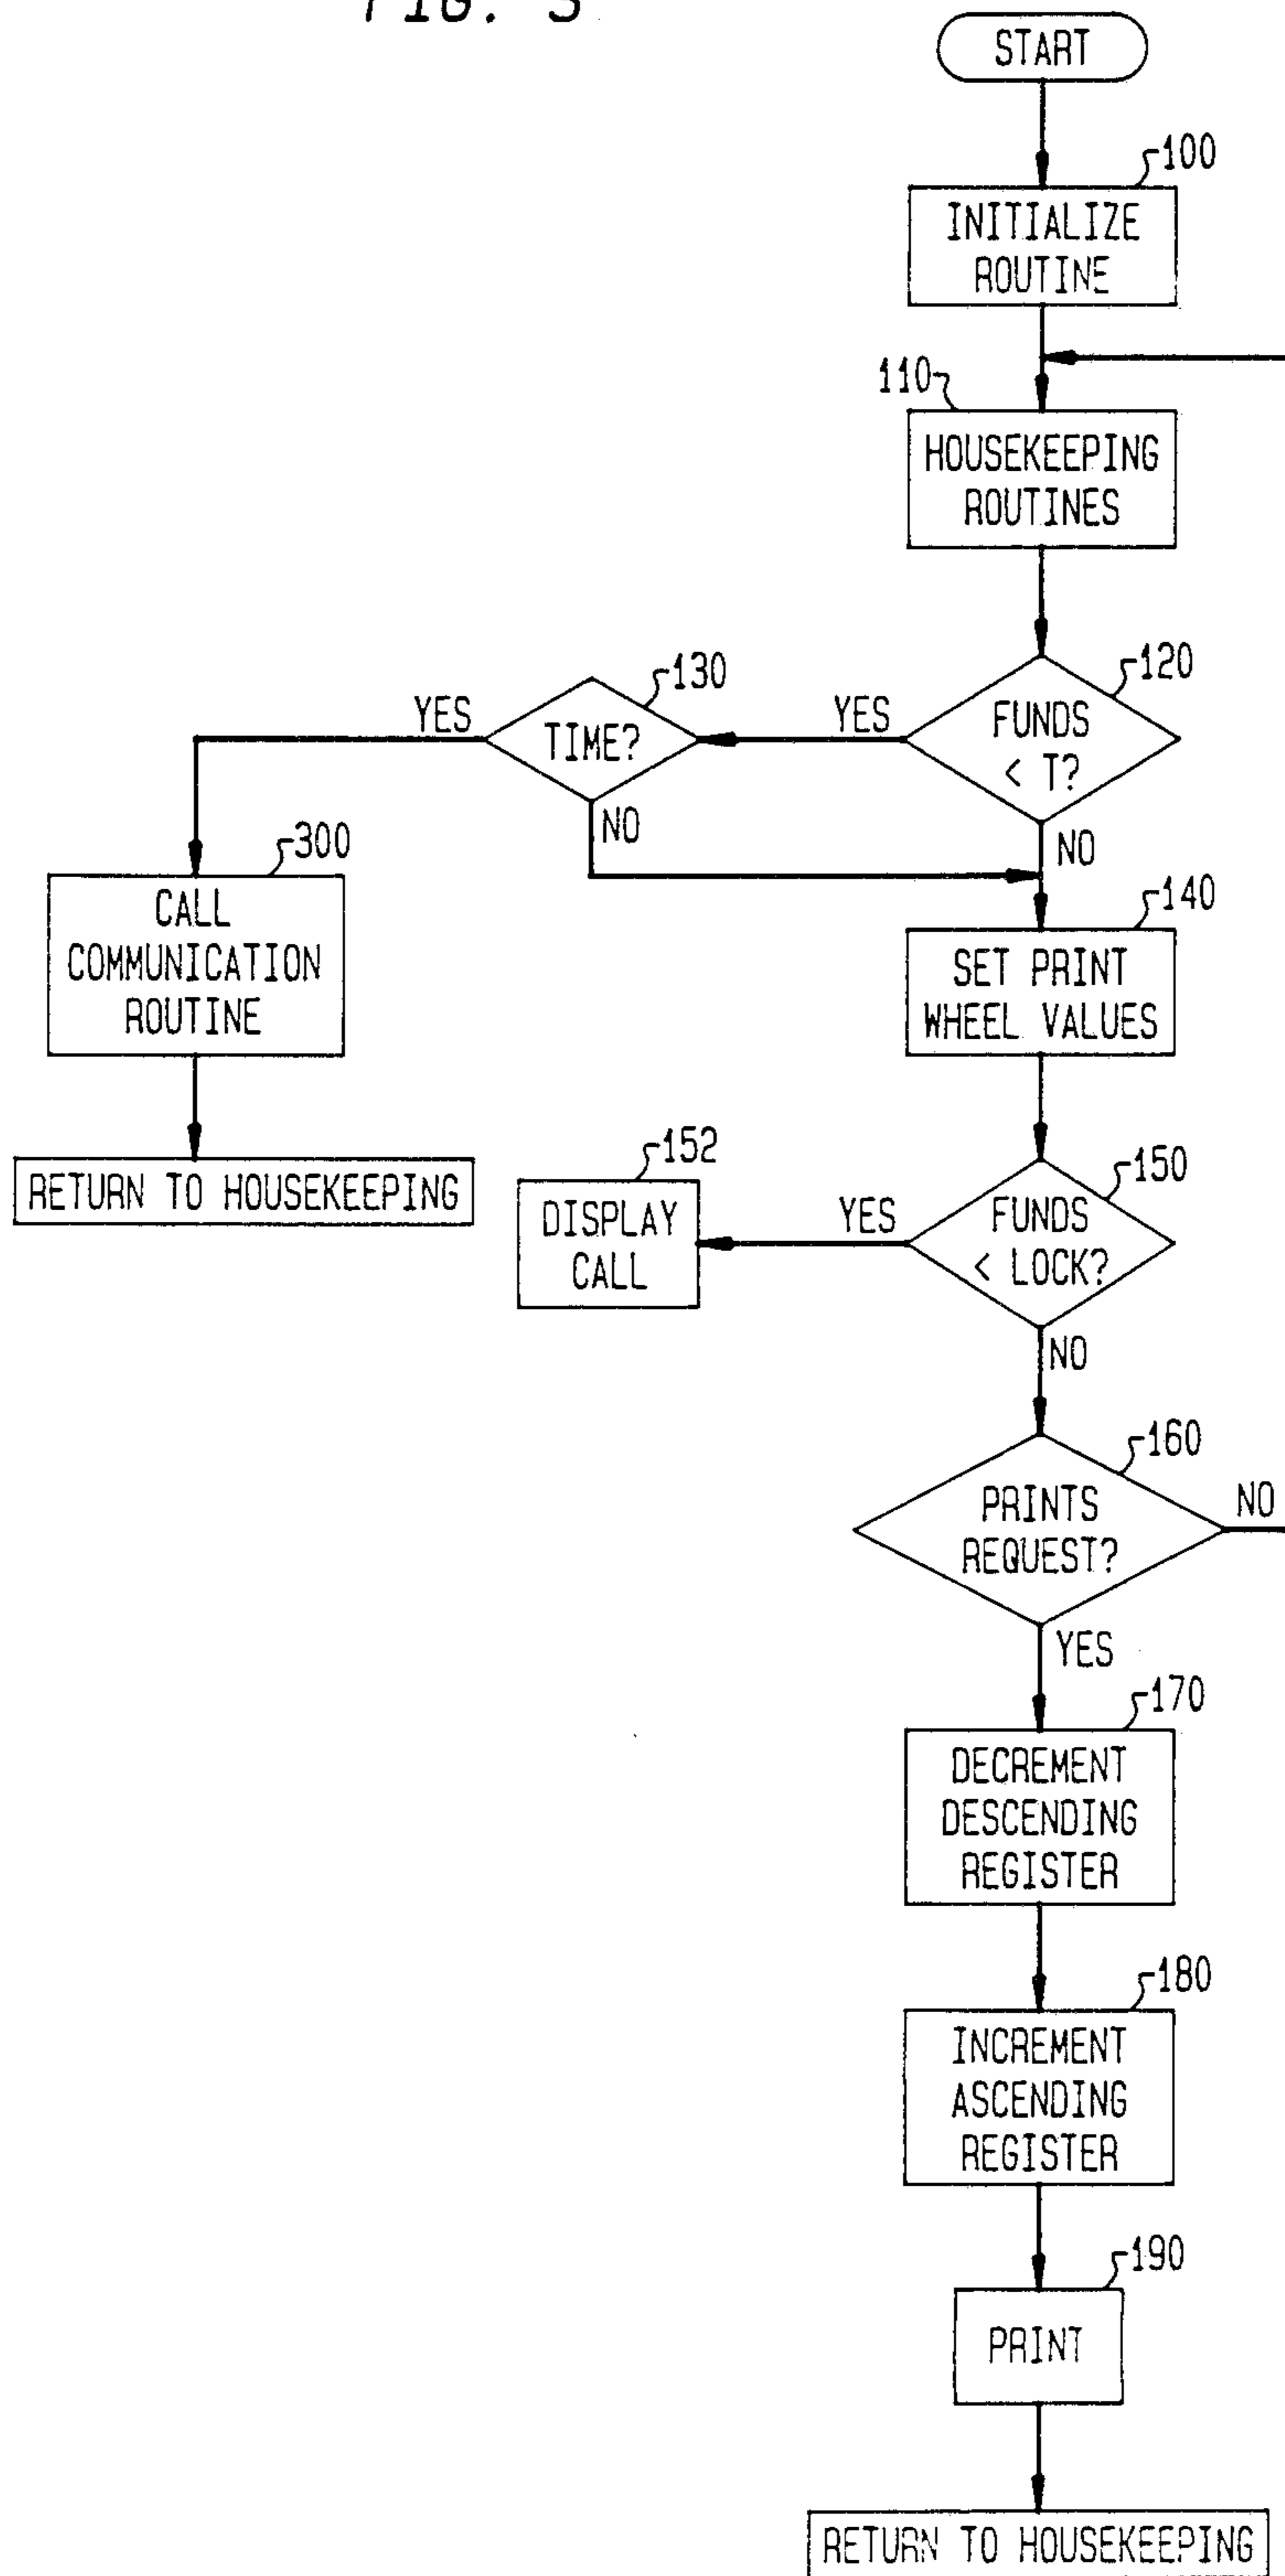 FIG. 3
START
100
INITIALIZE
ROUTINE
110
HOUSEKEEPING
ROUTINES
120
FUNDS
< T?
YES
130
TIME?
YES
NO
NO
300
CALL
COMMUNICATION
ROUTINE
RETURN TO HOUSEKEEPING
140
SET PRINT
WHEEL VALUES
150
FUNDS
< LOCK?
YES
152
DISPLAY
CALL
NO
160
PRINTS
REQUEST?
NO
YES
170
DECREMENT
DESCENDING
REGISTER
180
INCREMENT
ASCENDING
REGISTER
190
PRINT
RETURN TO HOUSEKEEPING